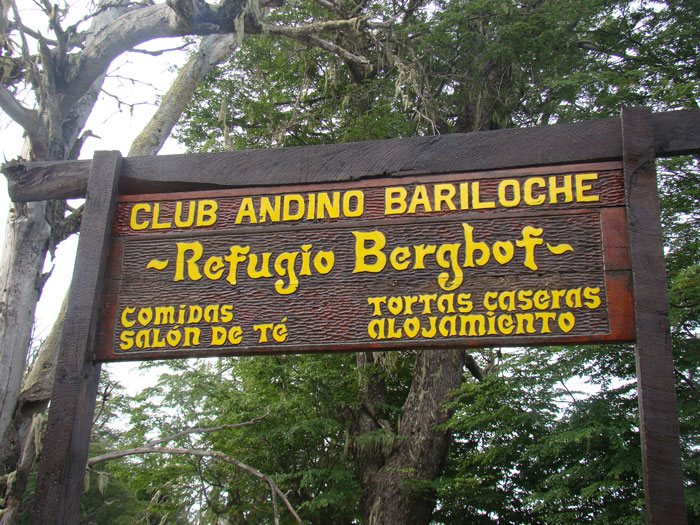 CLUB ANDINO BARILOCHE
~Refugio Berghof~
COMIDAS
SALÓN DE TÉ
TORTAS CASERAS
ALOJAMIENTO